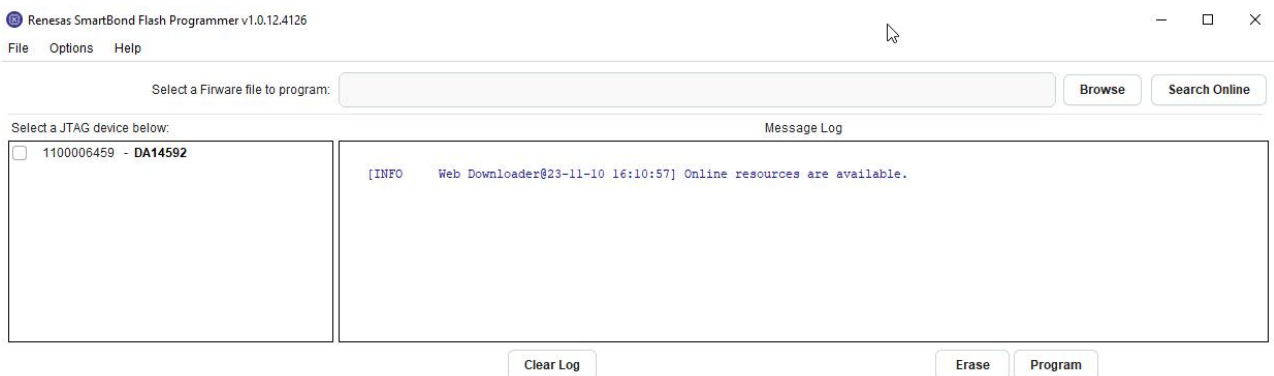 Renesas SmartBond Flash Programmer v1.0.12.4126
File Options Help
Select a Firware file to program: Browse Search Online
Select a JTAG device below: Message Log
1100006459 - DA14592
[INFO Web Downloader@23-11-10 16:10:57] Online resources are available.
Clear Log Erase Program